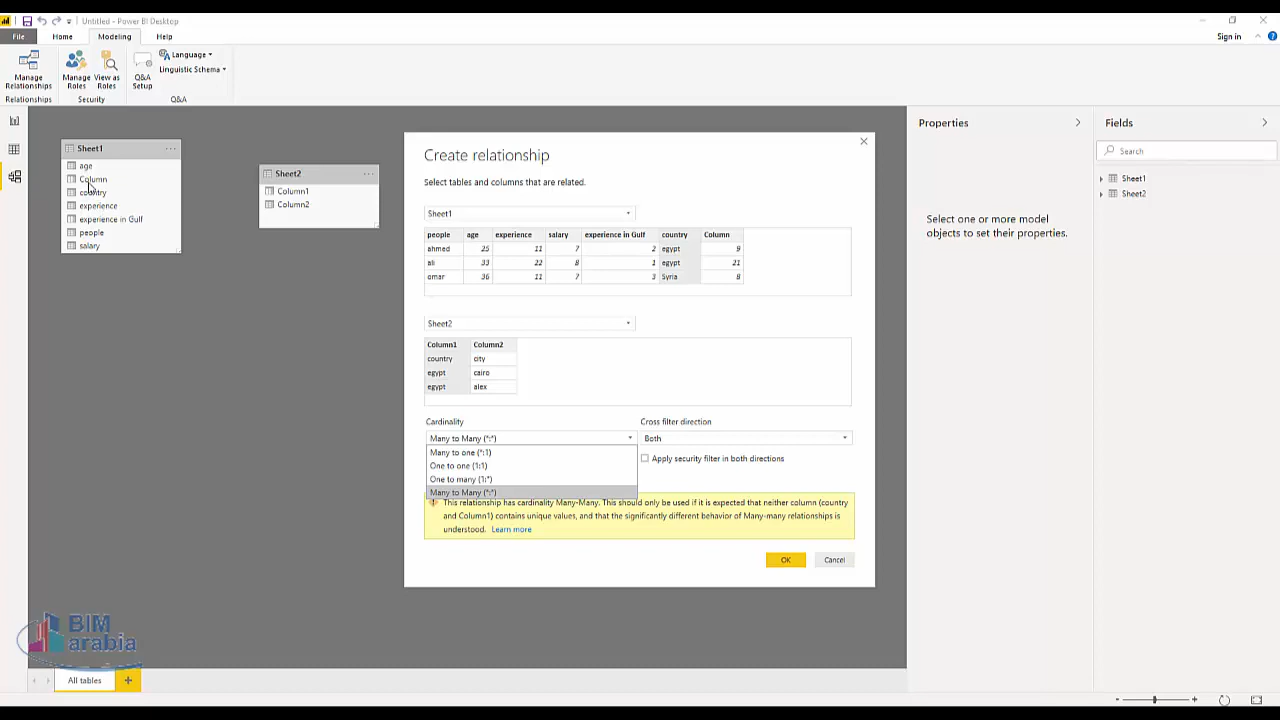 Untitled - Power BI Desktop
File Home Modeling Help
Sign in
Manage Relationships
Manage Roles
View as Roles
Q&A Setup
Language
Linguistic Schema
Relationships
Security
Q&A
Sheet1
age
Column
country
experience
experience in Gulf
people
salary
Sheet2
Column1
Column2
Create relationship
Select tables and columns that are related.
Sheet1
people age experience salary experience in Gulf country Column
ahmed 25 11 7 2 egypt 9
ali 33 22 8 1 egypt 21
omar 36 11 7 3 Syria 8
Sheet2
Column1 Column2
country city
egypt cairo
egypt alex
Cardinality
Many to Many (*:*)
Many to one (*:1)
One to one (1:1)
One to many (1:*)
Many to Many (*:*)
Cross filter direction
Both
Apply security filter in both directions
This relationship has cardinality Many-Many. This should only be used if it is expected that neither column (country
and Column1) contains unique values, and that the significantly different behavior of Many-many relationships is
understood. Learn more
OK
Cancel
Properties
Select one or more model
objects to set their properties.
Fields
Search
Sheet1
Sheet2
BIM
arabia
All tables